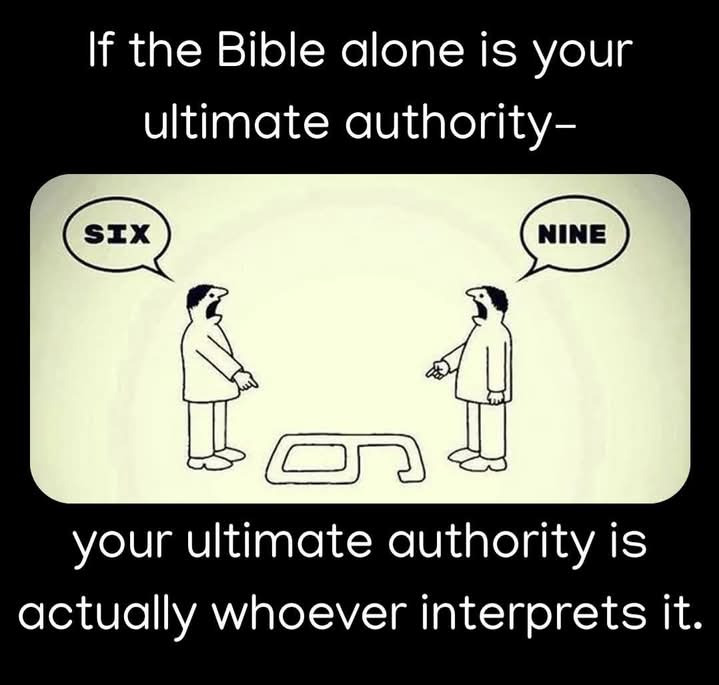 If the Bible alone is your
ultimate authority-
SIX
NINE
your ultimate authority is
actually whoever interprets it.